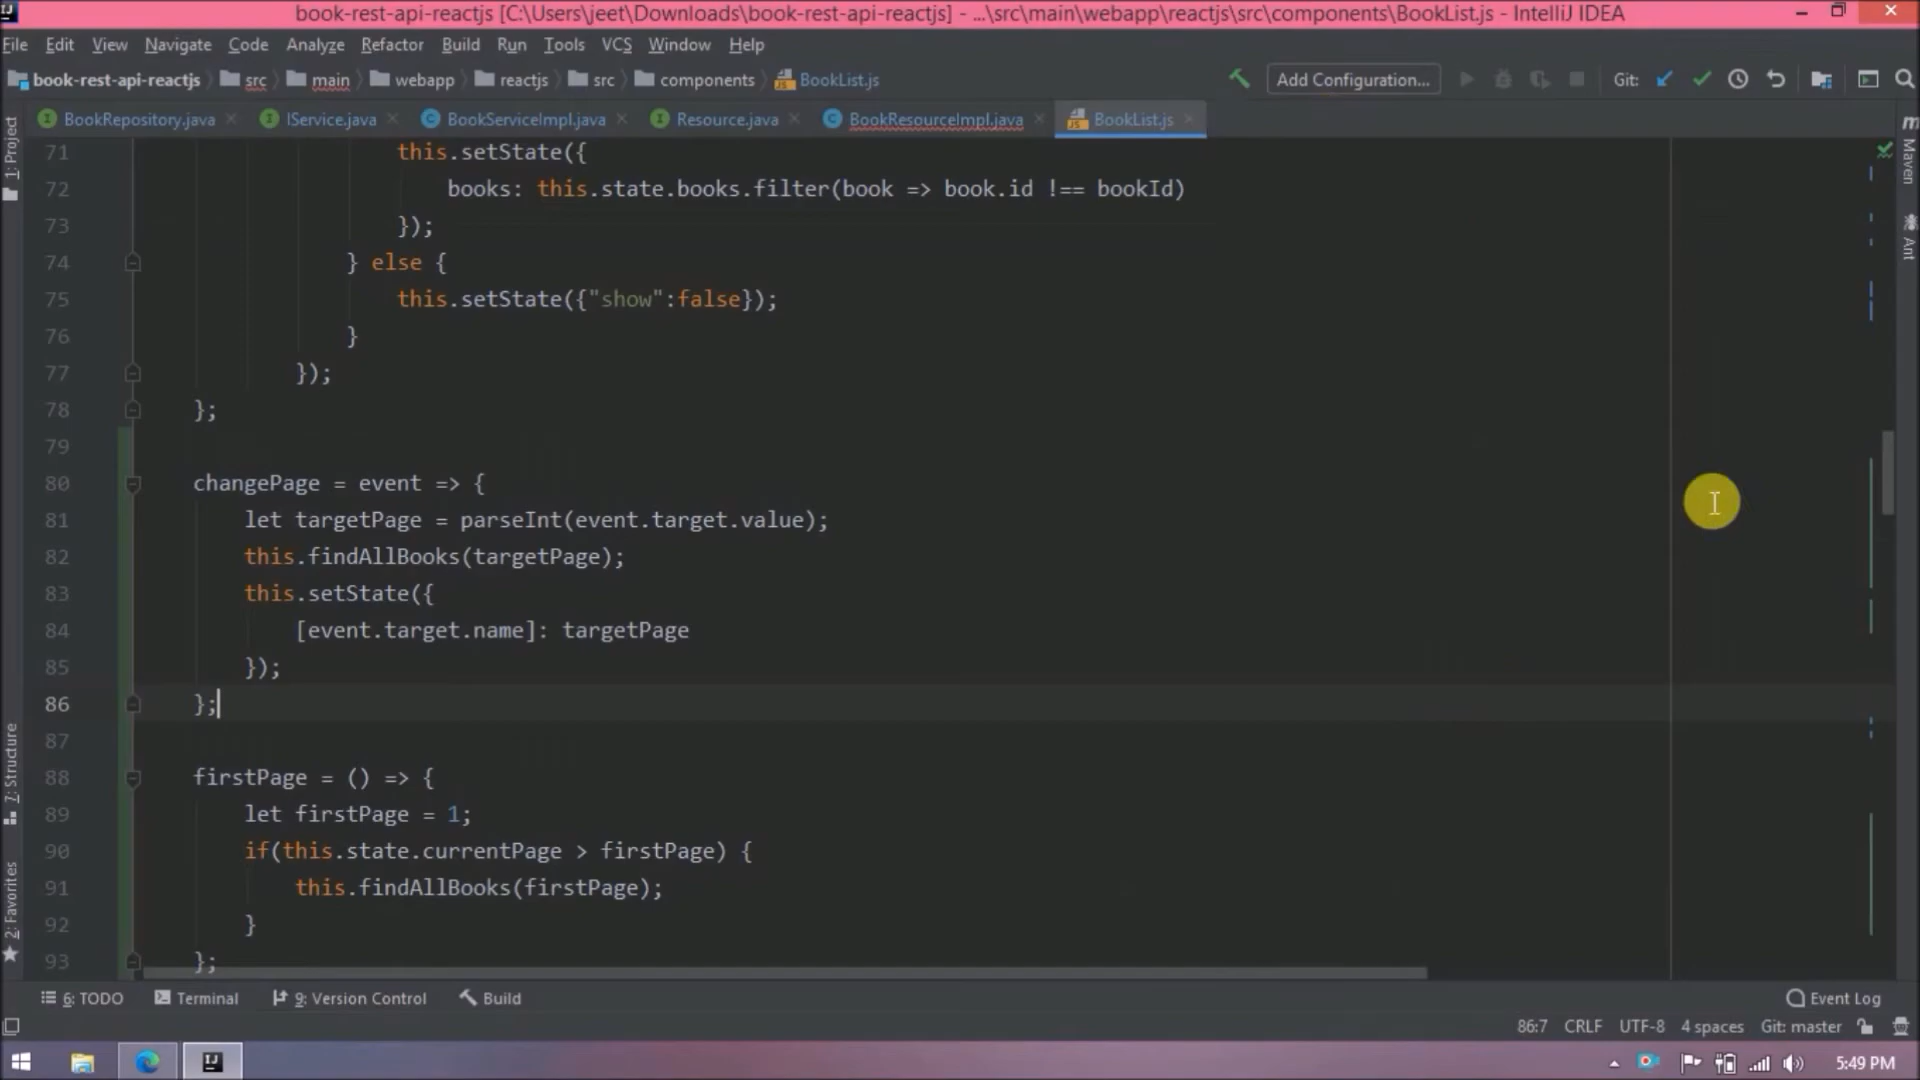 book-rest-api-reactjs [C:\Users\jeet\Downloads\book-rest-api-reactjs] - ...\src\main\webapp\reactjs\src\components\BookList.js - IntelliJ IDEA
File Edit View Navigate Code Analyze Refactor Build Run Tools VCS Window Help
book-rest-api-reactjs src main webapp reactjs src components BookList.js Add Configuration... Git:
BookRepository.java IService.java BookServiceImpl.java Resource.java BookResourceImpl.java BookList.js
1: Project
7: Structure
2: Favorites
Maven
Ant
71 this.setState({
72 books: this.state.books.filter(book => book.id !== bookId)
73 });
74 } else {
75 this.setState({"show":false});
76 }
77 });
78 };
79
80 changePage = event => {
81 let targetPage = parseInt(event.target.value);
82 this.findAllBooks(targetPage);
83 this.setState({
84 [event.target.name]: targetPage
85 });
86 };
87
88 firstPage = () => {
89 let firstPage = 1;
90 if(this.state.currentPage > firstPage) {
91 this.findAllBooks(firstPage);
92 }
93 };
6: TODO Terminal 9: Version Control Build Event Log
86:7 CRLF UTF-8 4 spaces Git: master
5:49 PM